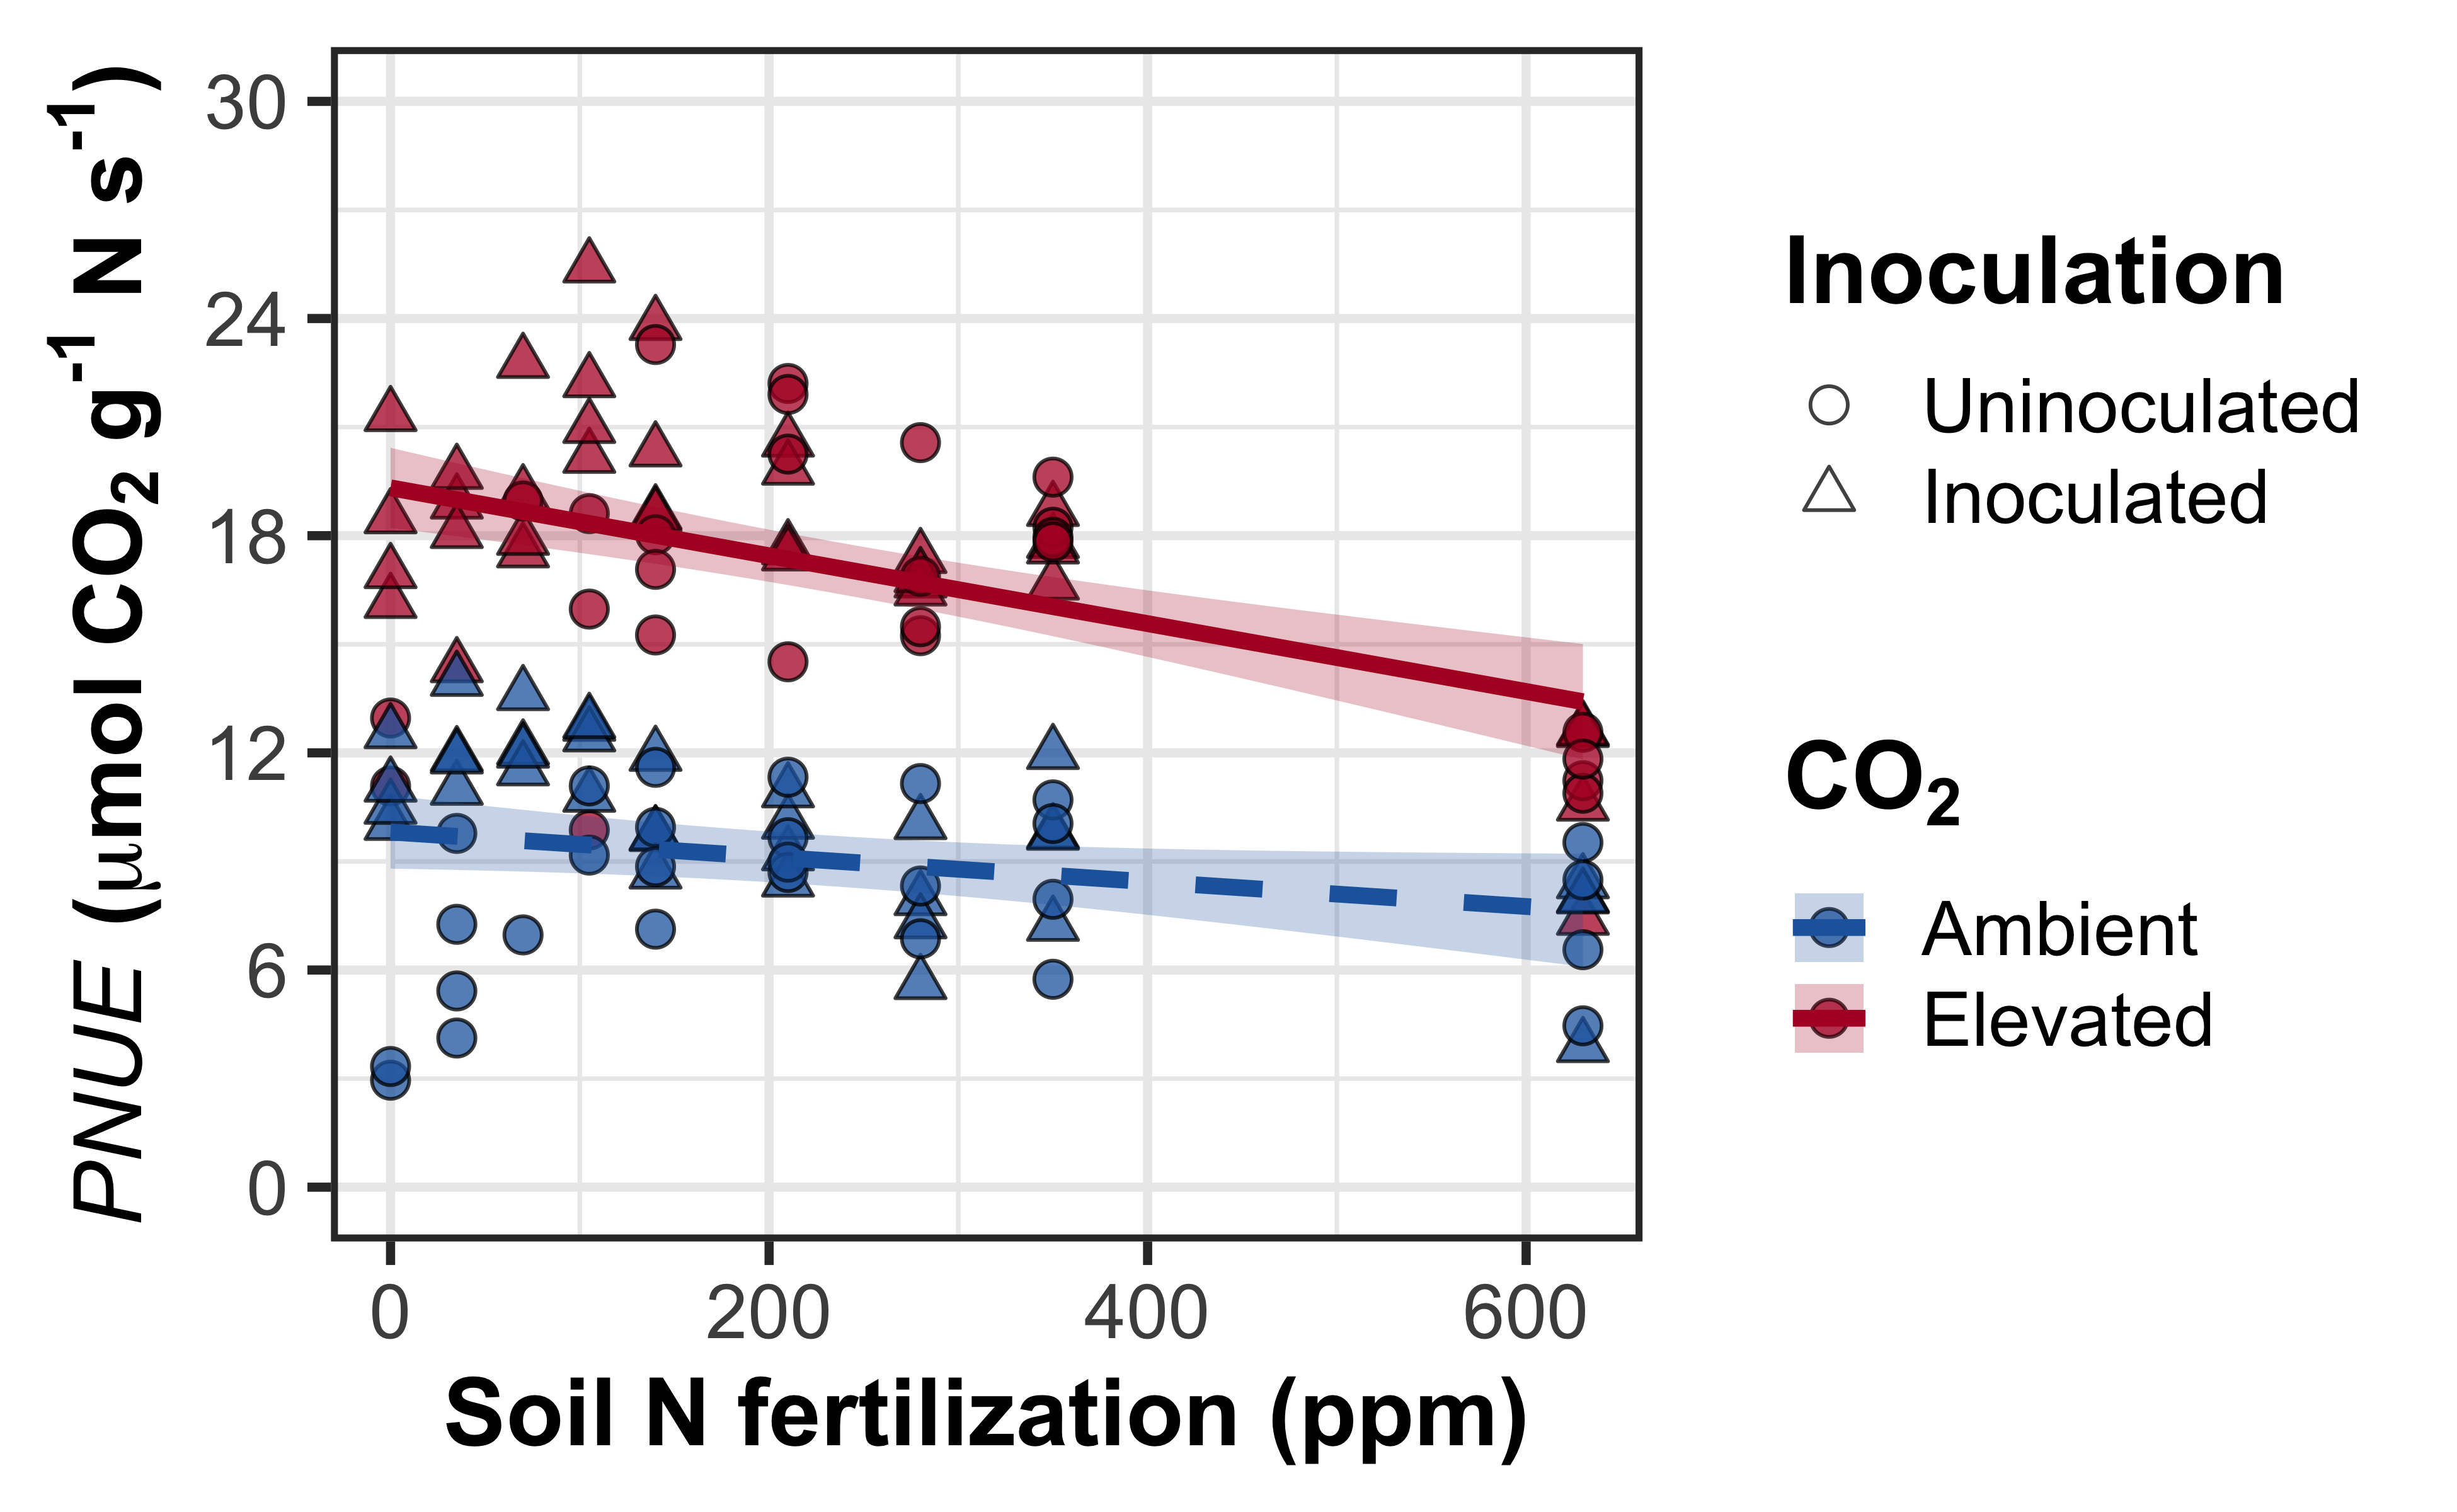 PNUE (μmol CO₂ g⁻¹ N s⁻¹)
30
24
18
12
6
0
0 200 400 600
Soil N fertilization (ppm)
Inoculation
Uninoculated
Inoculated
CO₂
Ambient
Elevated